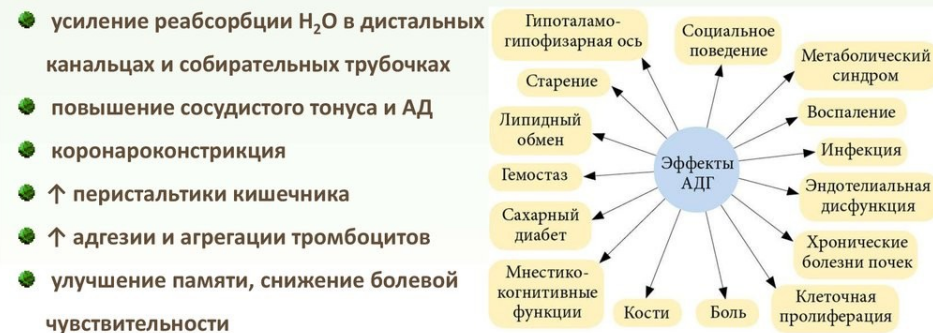 усиление реабсорбции H₂O в дистальных
канальцах и собирательных трубочках
повышение сосудистого тонуса и АД
коронароконстрикция
↑ перистальтики кишечника
↑ адгезии и агрегации тромбоцитов
улучшение памяти, снижение болевой
чувствительности
Гипоталамо-
гипофизарная ось
Социальное
поведение
Метаболический
синдром
Старение
Воспаление
Липидный
обмен
Инфекция
Эффекты
АДГ
Гемостаз
Эндотелиальная
дисфункция
Сахарный
диабет
Хронические
болезни почек
Мнестико-
когнитивные
функции
Кости
Боль
Клеточная
пролиферация